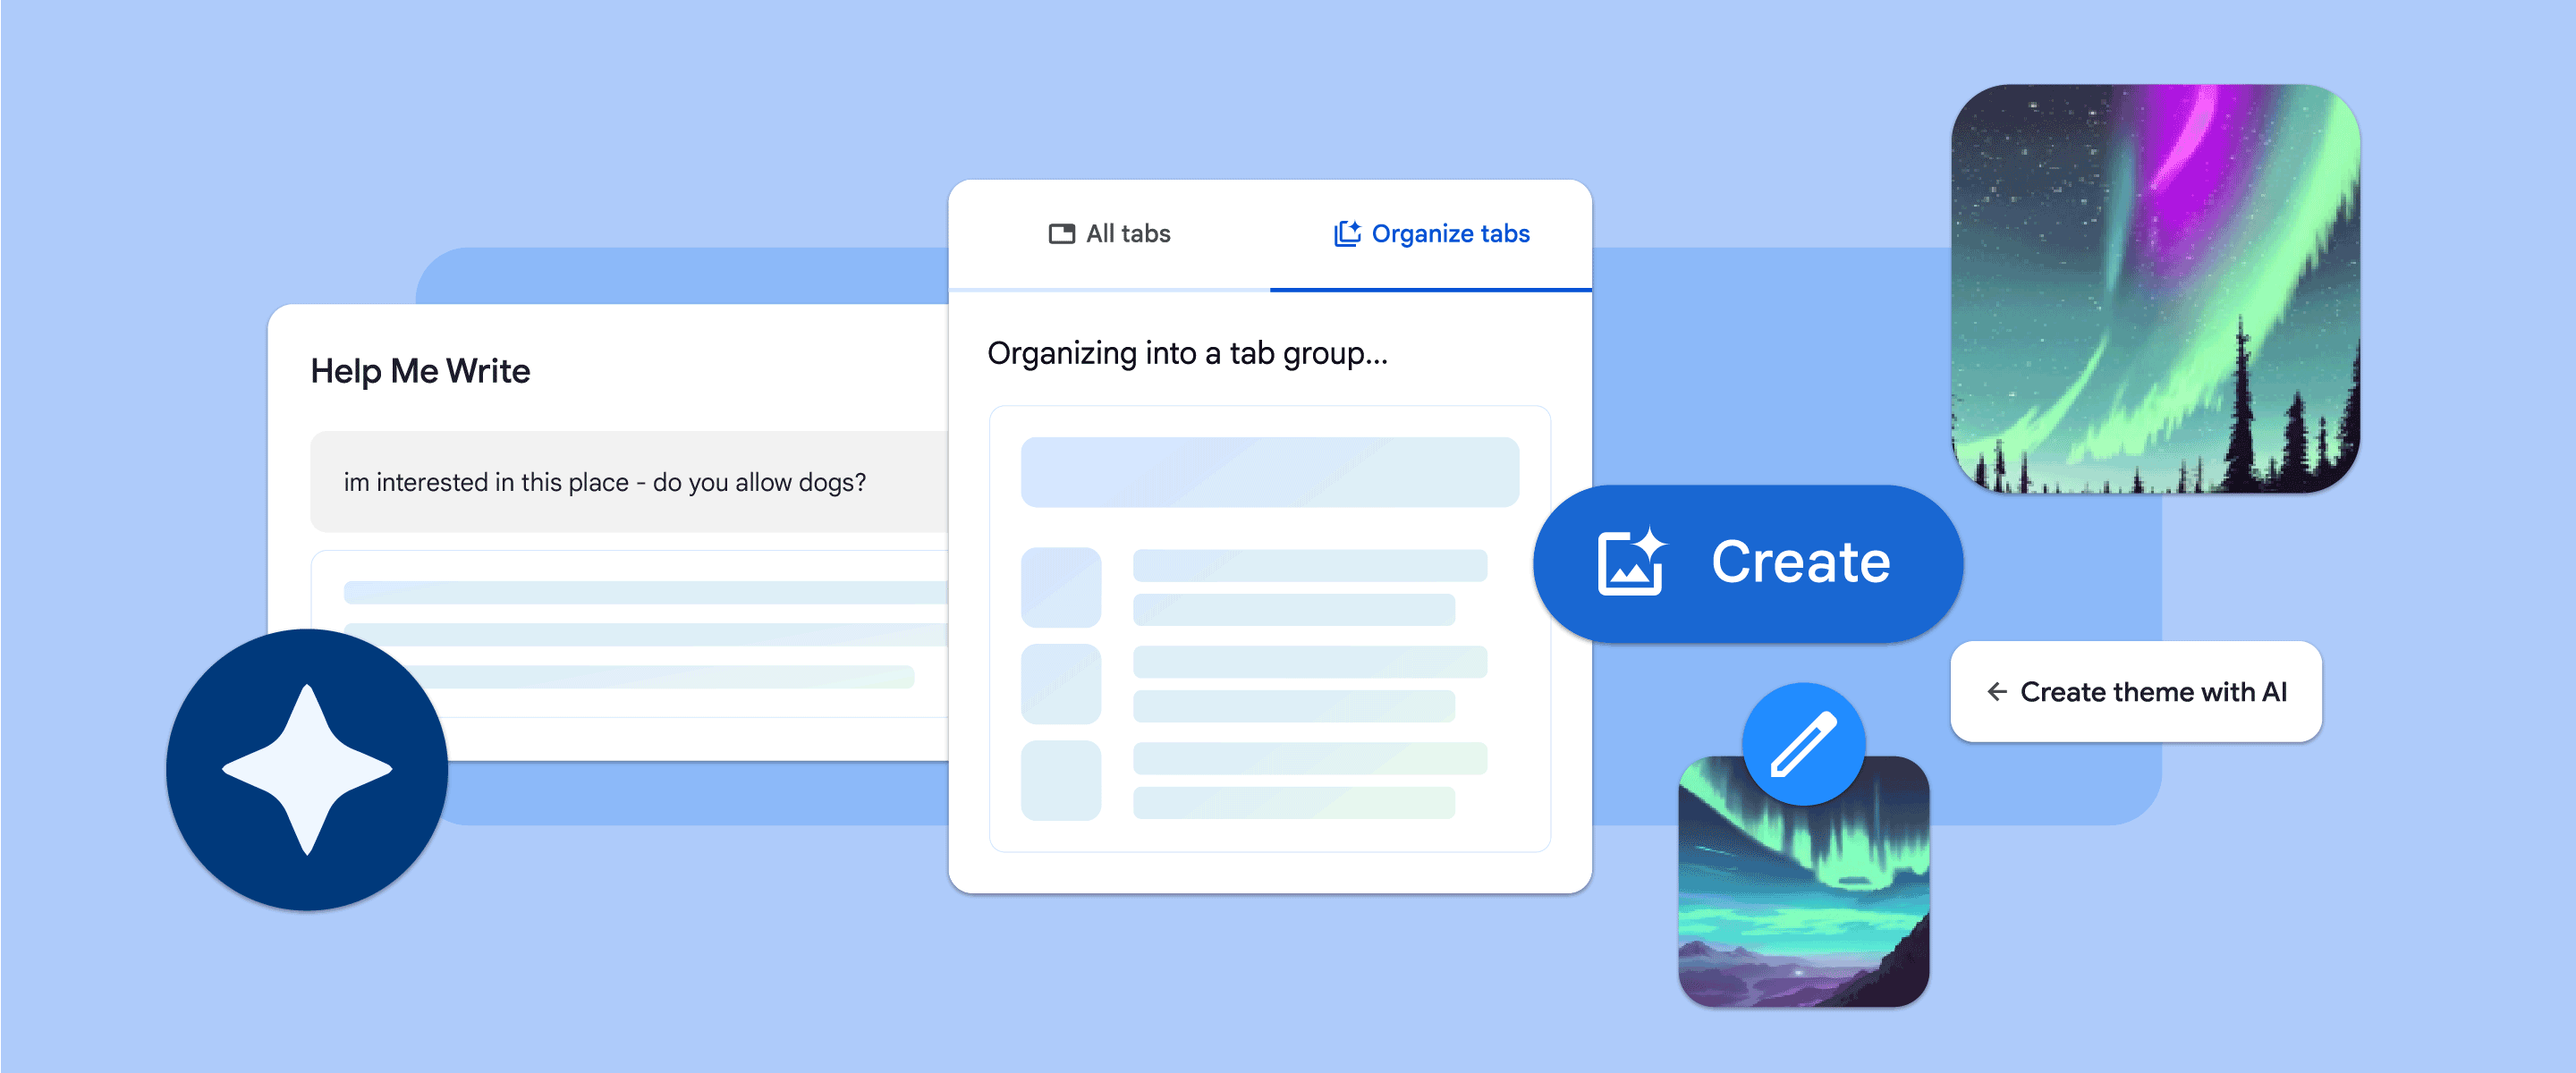 Help Me Write
im interested in this place - do you allow dogs?
All tabs
Organize tabs
Organizing into a tab group...
Create
Create theme with AI